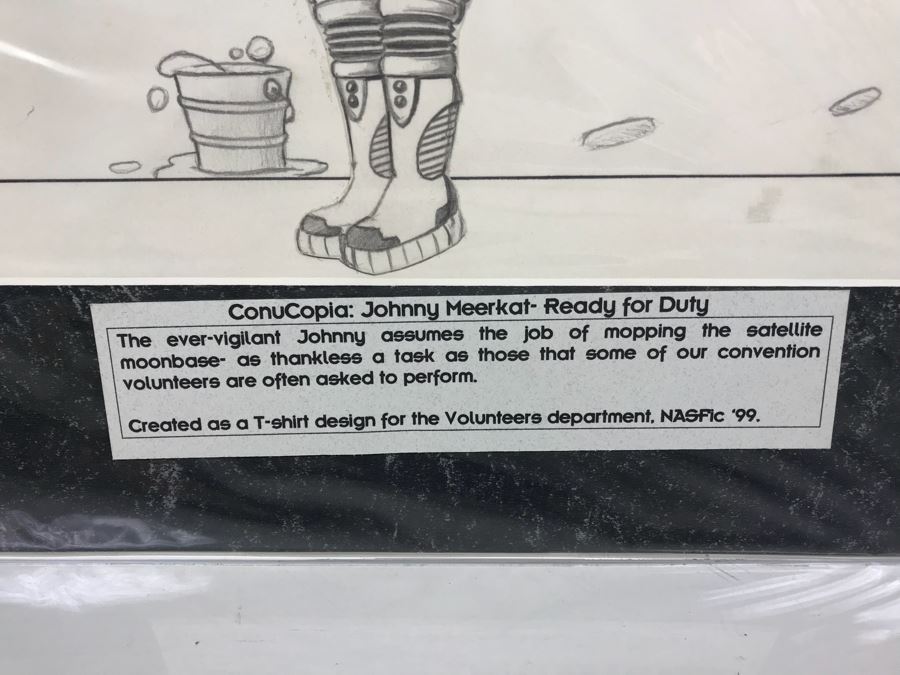 ConuCopia: Johnny Meerkat- Ready for Duty
The ever-vigilant Johnny assumes the job of mopping the satellite
moonbase- as thankless a task as those that some of our convention
volunteers are often asked to perform.
Created as a T-shirt design for the Volunteers department, NASFic '99.